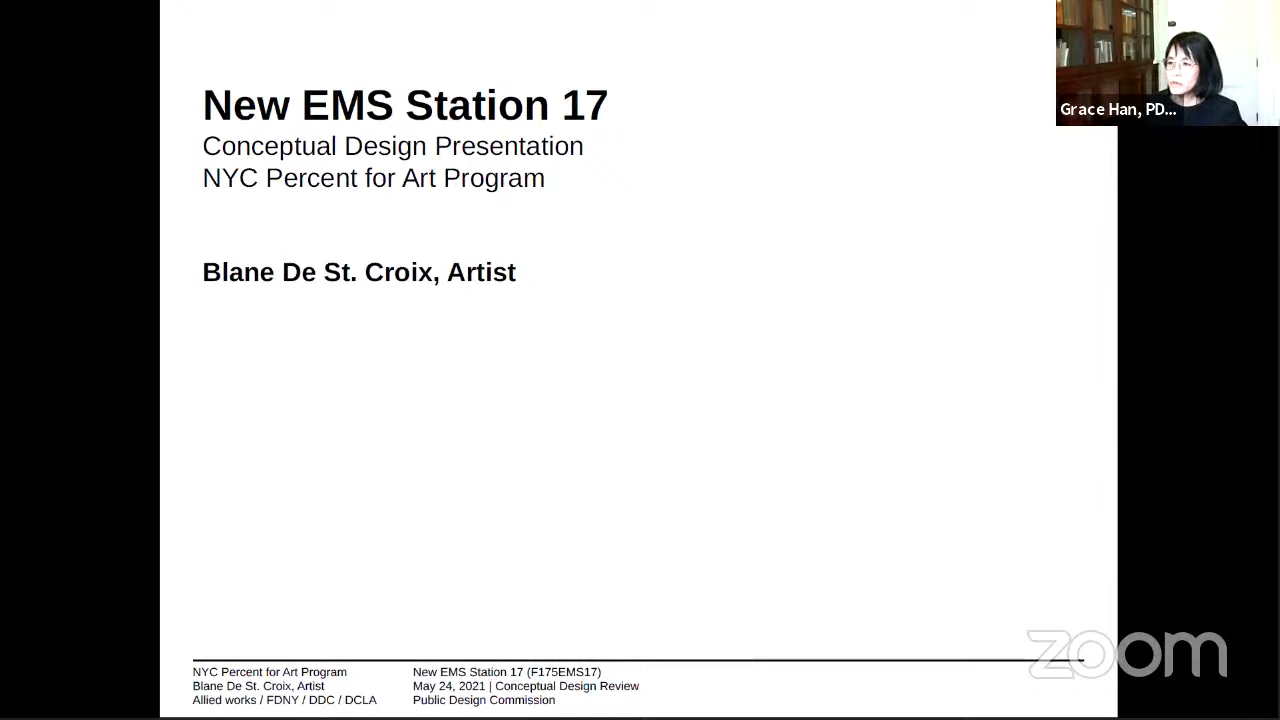 New EMS Station 17
Conceptual Design Presentation
NYC Percent for Art Program
Blane De St. Croix, Artist
Grace Han, PD...
NYC Percent for Art Program
Blane De St. Croix, Artist
Allied works / FDNY / DDC / DCLA
New EMS Station 17 (F175EMS17)
May 24, 2021 | Conceptual Design Review
Public Design Commission
zoom